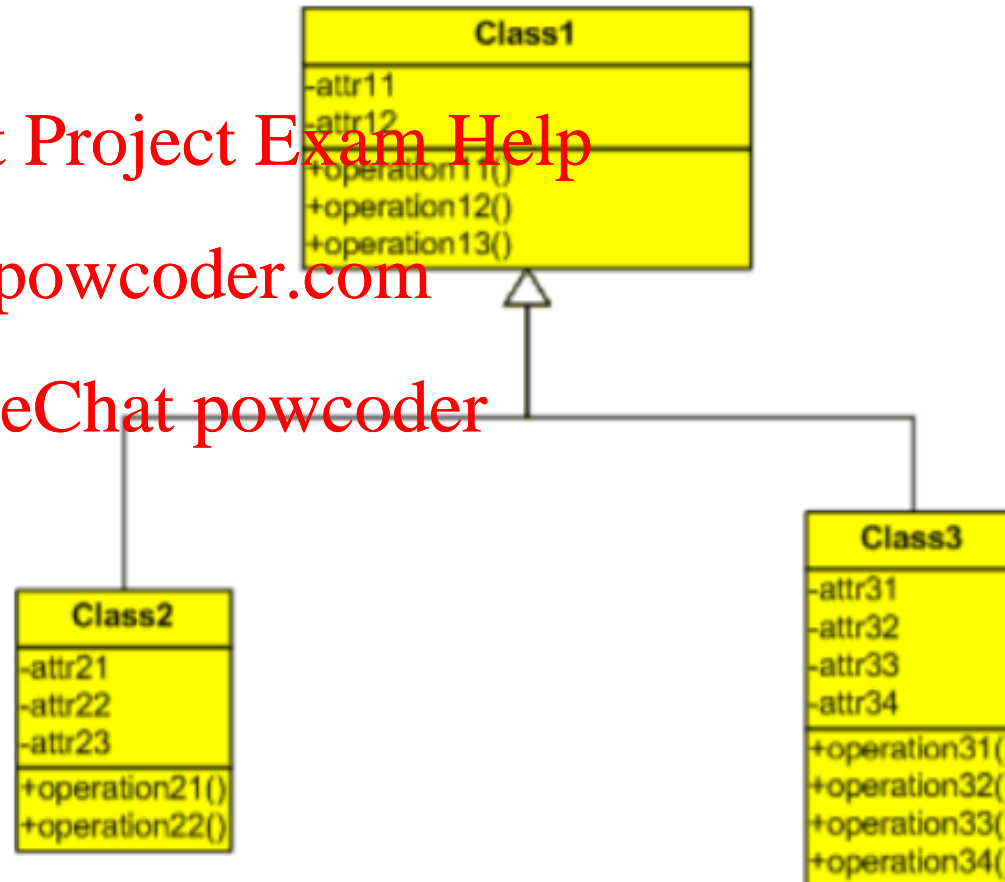 Class1
-attr11
-attr12
t Project Exam Help
+operation11()
+operation12()
+operation13()
powcoder.com
eChat powcoder
Class2
-attr21
-attr22
-attr23
+operation21()
+operation22()
Class3
-attr31
-attr32
-attr33
-attr34
+operation31(
+operation32(
+operation33(
+operation34(